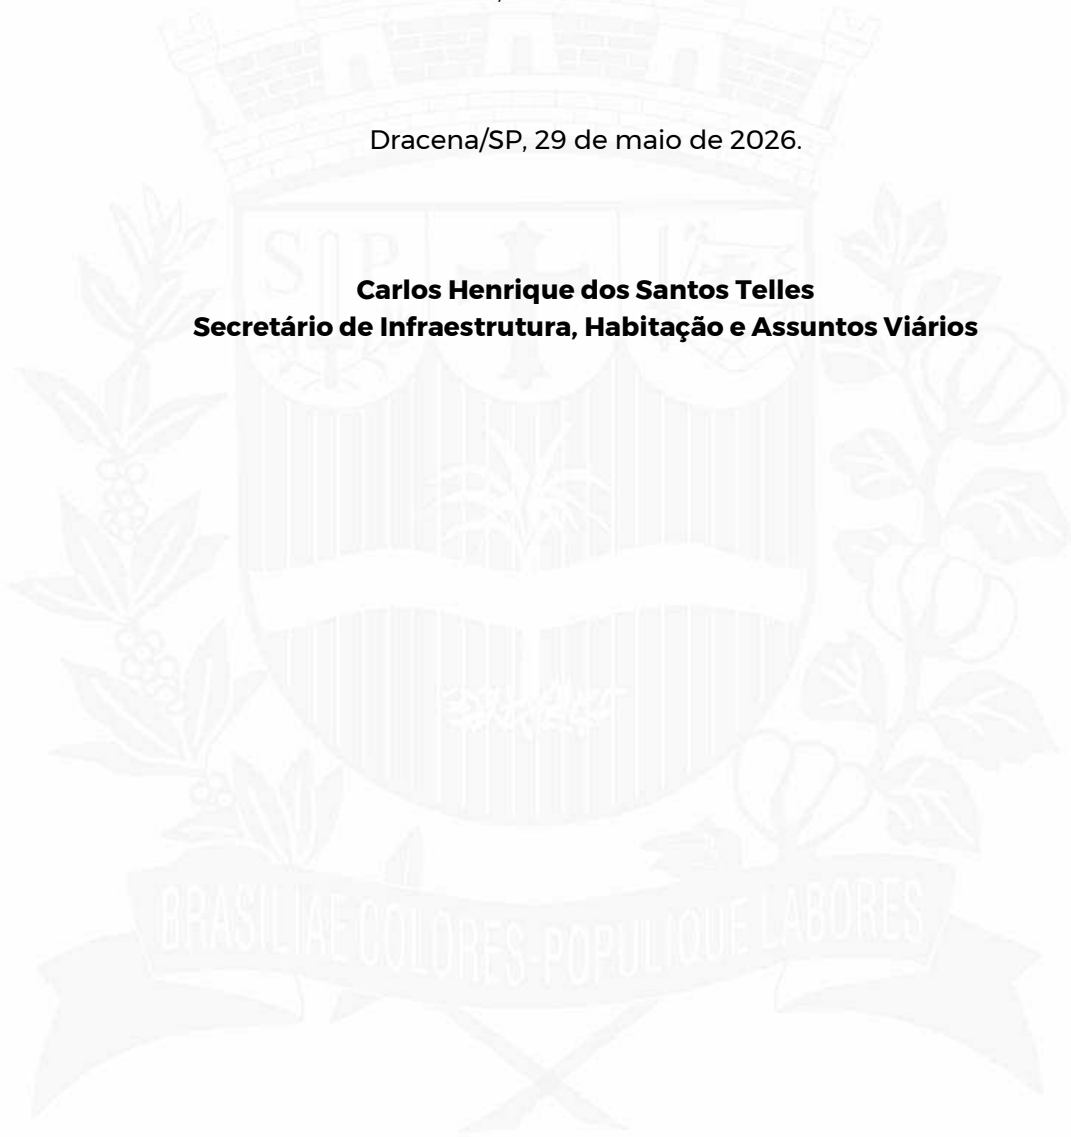 Dracena/SP, 29 de maio de 2026.
Carlos Henrique dos Santos Telles
Secretário de Infraestrutura, Habitação e Assuntos Viários
S P
BRASILIAE COLORES POPULIQUE LABORES